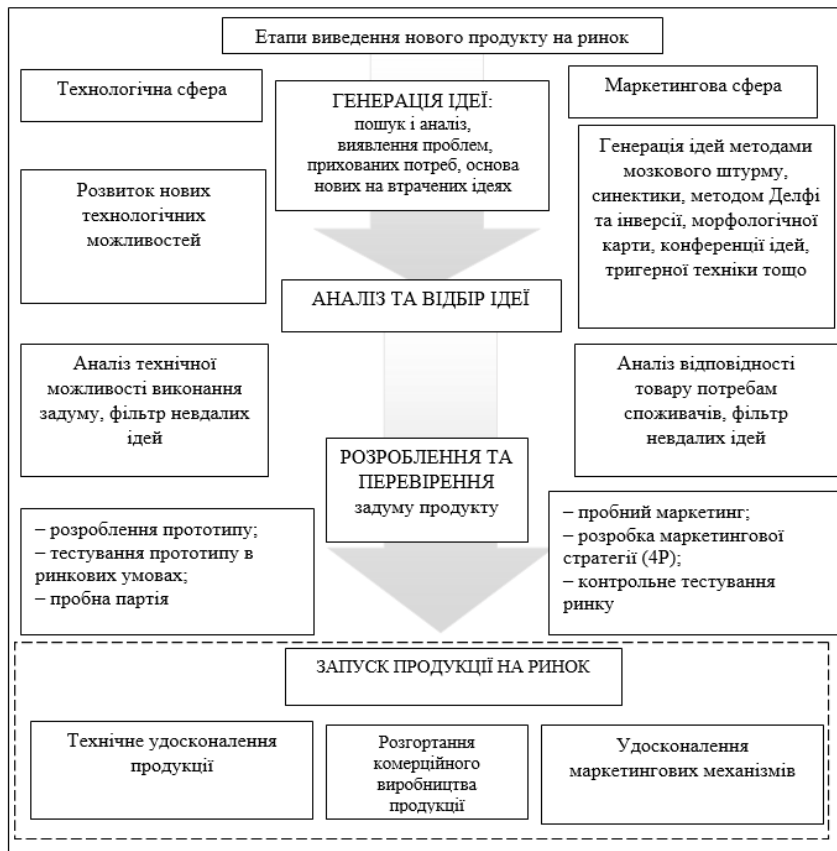 Етапи виведення нового продукту на ринок
Технологічна сфера
ГЕНЕРАЦІЯ ІДЕЇ:
пошук і аналіз,
виявлення проблем,
прихованих потреб, основа
нових на втрачених ідеях
Маркетингова сфера
Розвиток нових
технологічних
можливостей
Генерація ідей методами
мозкового штурму,
синектики, методом Делфі
та інверсії, морфологічної
карти, конференції ідей,
тригерної техніки тощо
АНАЛІЗ ТА ВІДБІР ІДЕЇ
Аналіз технічної
можливості виконання
задуму, фільтр невдалих
ідей
Аналіз відповідності
товару потребам
споживачів, фільтр
невдалих ідей
РОЗРОБЛЕННЯ ТА
ПЕРЕВІРЕННЯ
задуму продукту
– розроблення прототипу;
– тестування прототипу в
ринкових умовах;
– пробна партія
– пробний маркетинг;
– розробка маркетингової
стратегії (4Р);
– контрольне тестування
ринку
ЗАПУСК ПРОДУКЦІЇ НА РИНОК
Технічне удосконалення
продукції
Розгортання
комерційного
виробництва
продукції
Удосконалення
маркетингових механізмів